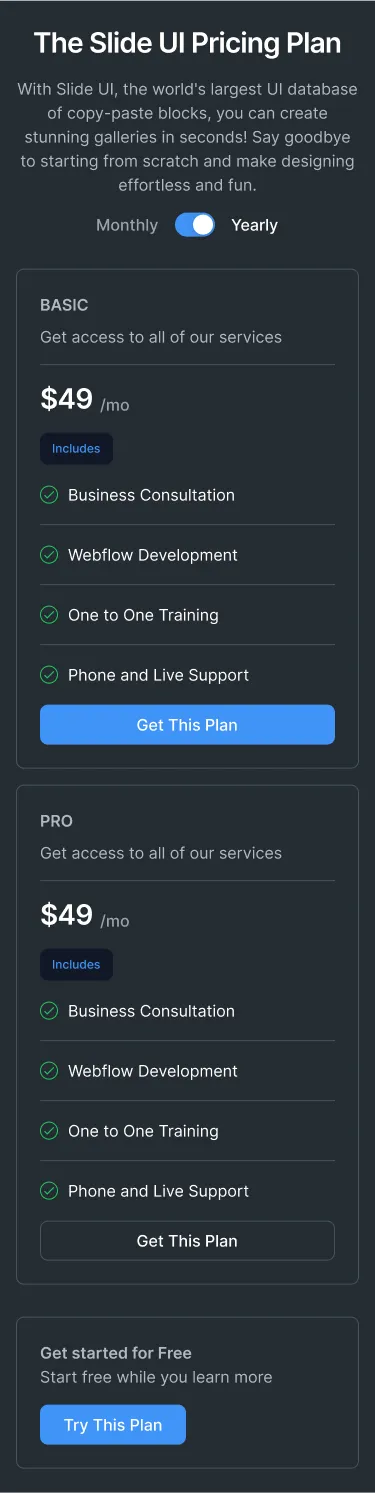 The Slide UI Pricing Plan
With Slide UI, the world's largest UI database
of copy-paste blocks, you can create
stunning galleries in seconds! Say goodbye
to starting from scratch and make designing
effortless and fun.
Monthly Yearly
BASIC
Get access to all of our services
$49 /mo
Includes
Business Consultation
Webflow Development
One to One Training
Phone and Live Support
Get This Plan
PRO
Get access to all of our services
$49 /mo
Includes
Business Consultation
Webflow Development
One to One Training
Phone and Live Support
Get This Plan
Get started for Free
Start free while you learn more
Try This Plan